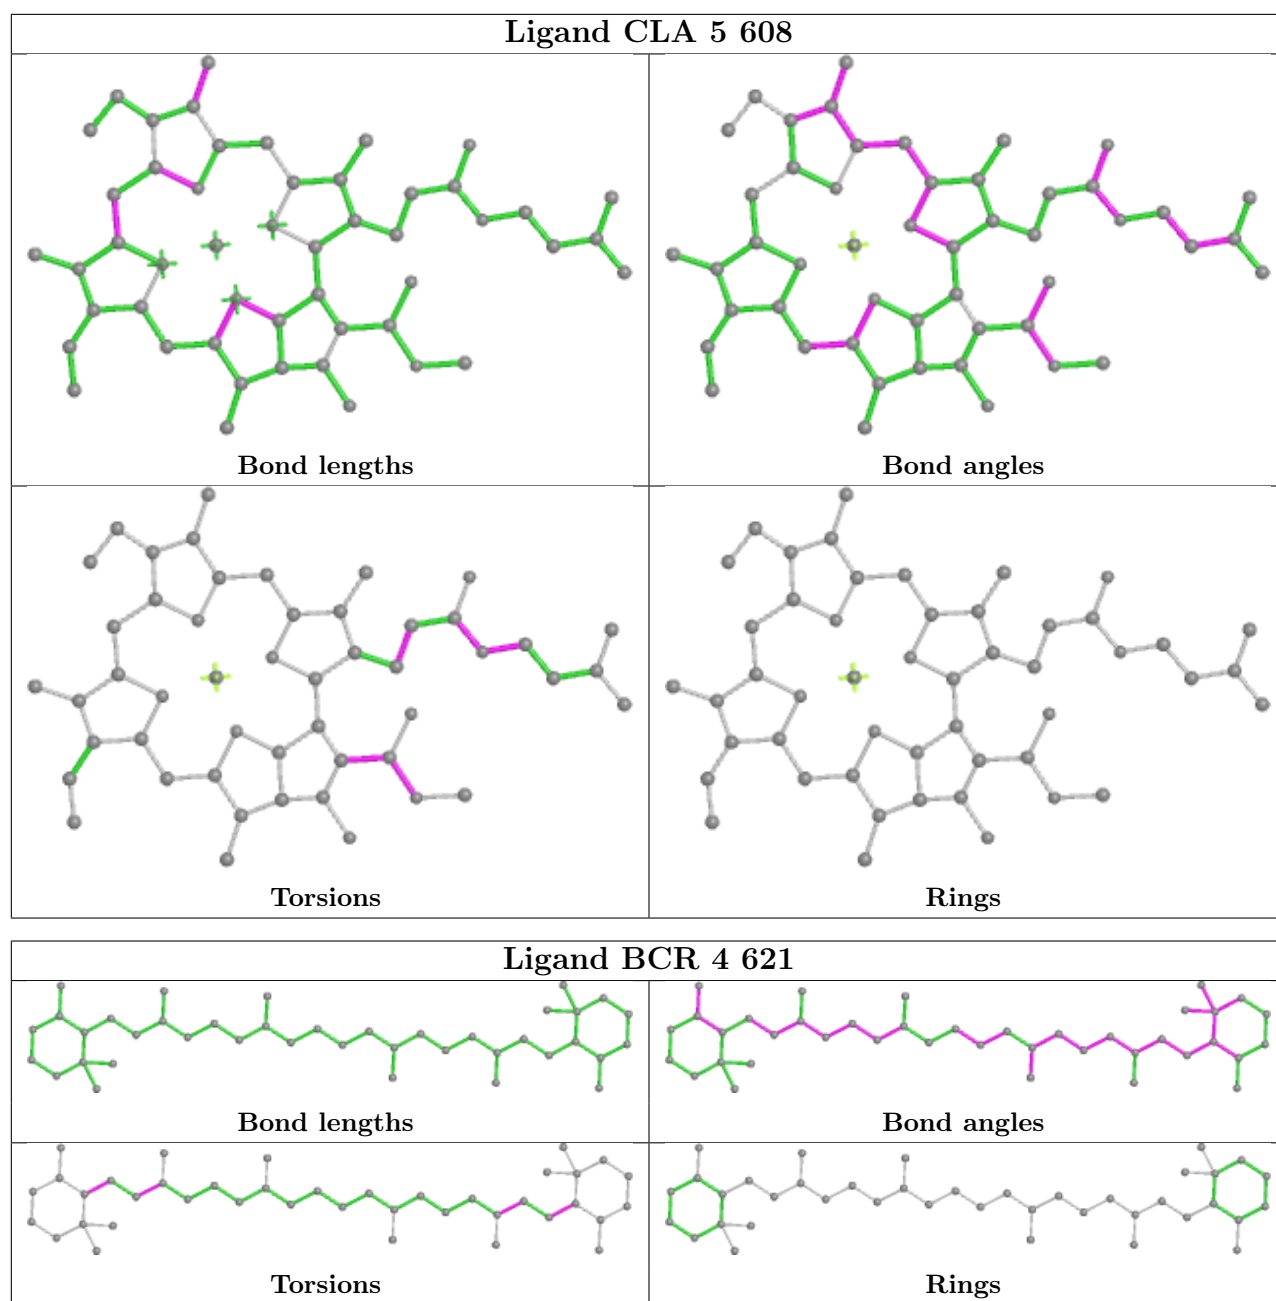 Ligand CLA 5 608
Bond lengths
Bond angles
Torsions
Rings
Ligand BCR 4 621
Bond lengths
Bond angles
Torsions
Rings